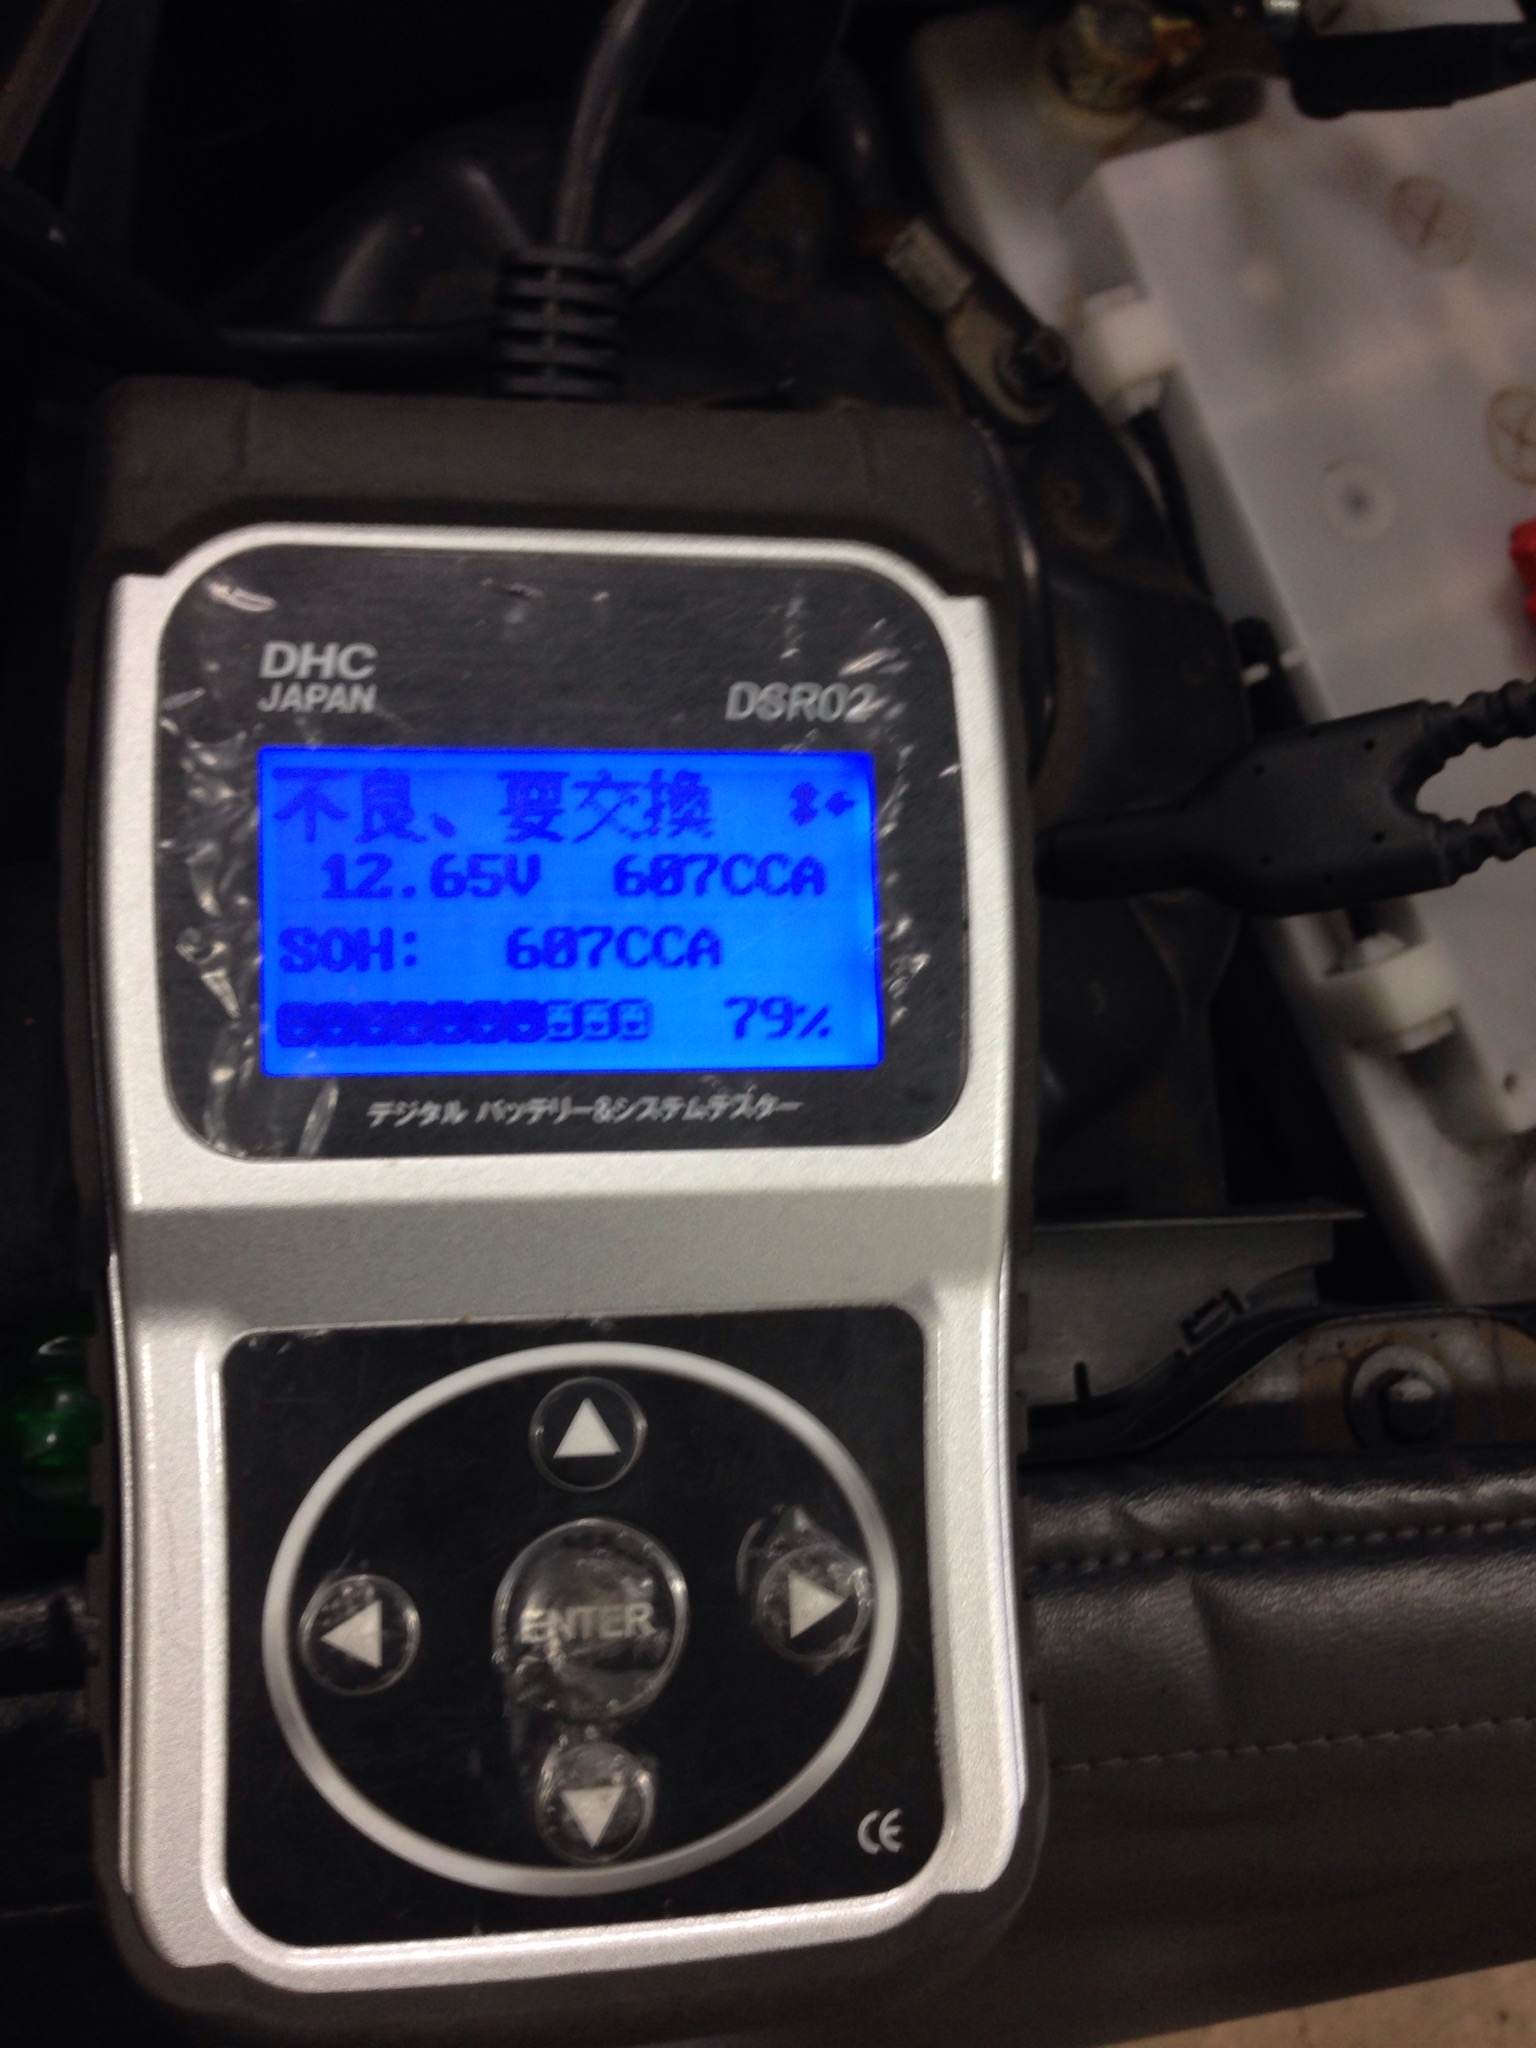 DHC
JAPAN
DSR02
不良、要交換
12.65V 607CCA
SOH: 607CCA
79%
デジタル バッテリー&システムテスター
ENTER
CE